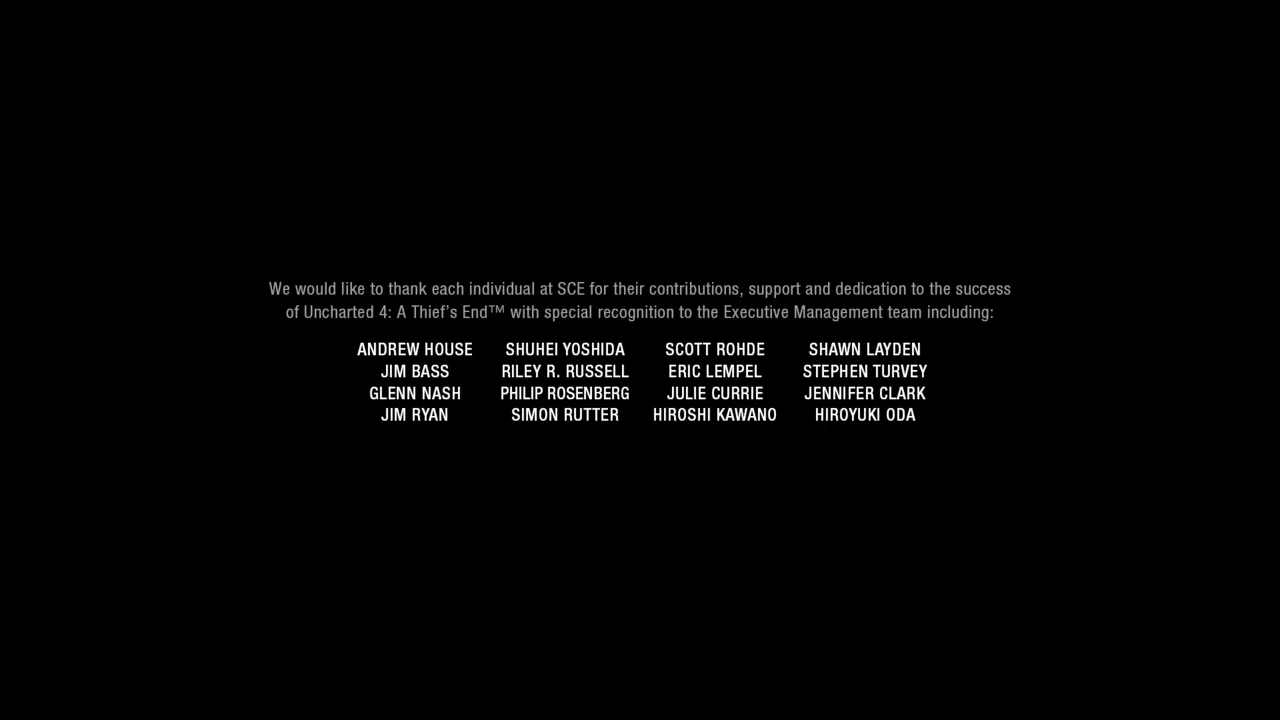 We would like to thank each individual at SCE for their contributions, support and dedication to the success
of Uncharted 4: A Thief's End™ with special recognition to the Executive Management team including:
ANDREW HOUSE SHUHEI YOSHIDA SCOTT ROHDE SHAWN LAYDEN
JIM BASS RILEY R. RUSSELL ERIC LEMPEL STEPHEN TURVEY
GLENN NASH PHILIP ROSENBERG JULIE CURRIE JENNIFER CLARK
JIM RYAN SIMON RUTTER HIROSHI KAWANO HIROYUKI ODA